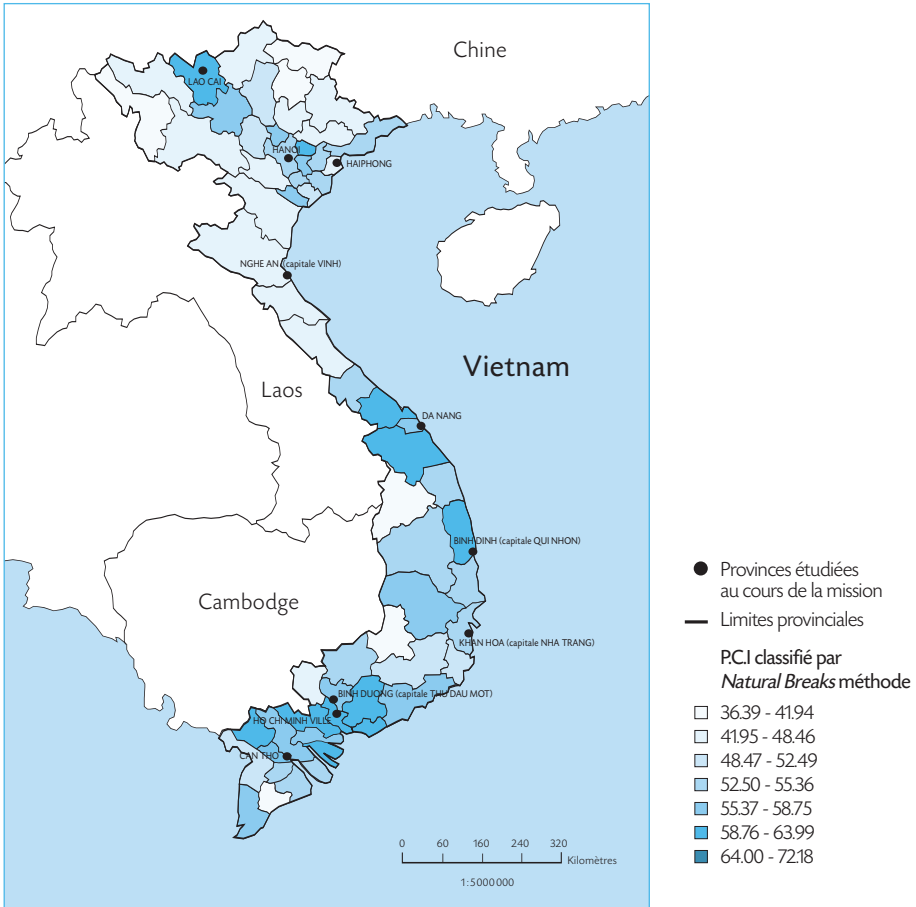 Chine
LAO CAI
HANOI
HAIPHONG
NGHE AN (capitale VINH)
Vietnam
Laos
DA NANG
BINH DINH (capitale QUI NHON)
Cambodge
KHAN HOA (capitale NHA TRANG)
BINH DUONG (capitale THU DAU MOT)
HO CHI MINH VILLE
CAN THO
0 60 160 240 320
Kilomètres
1:5000000
Provinces étudiées
au cours de la mission
Limites provinciales
P.C.I classifié par
Natural Breaks méthode
36.39 - 41.94
41.95 - 48.46
48.47 - 52.49
52.50 - 55.36
55.37 - 58.75
58.76 - 63.99
64.00 - 72.18